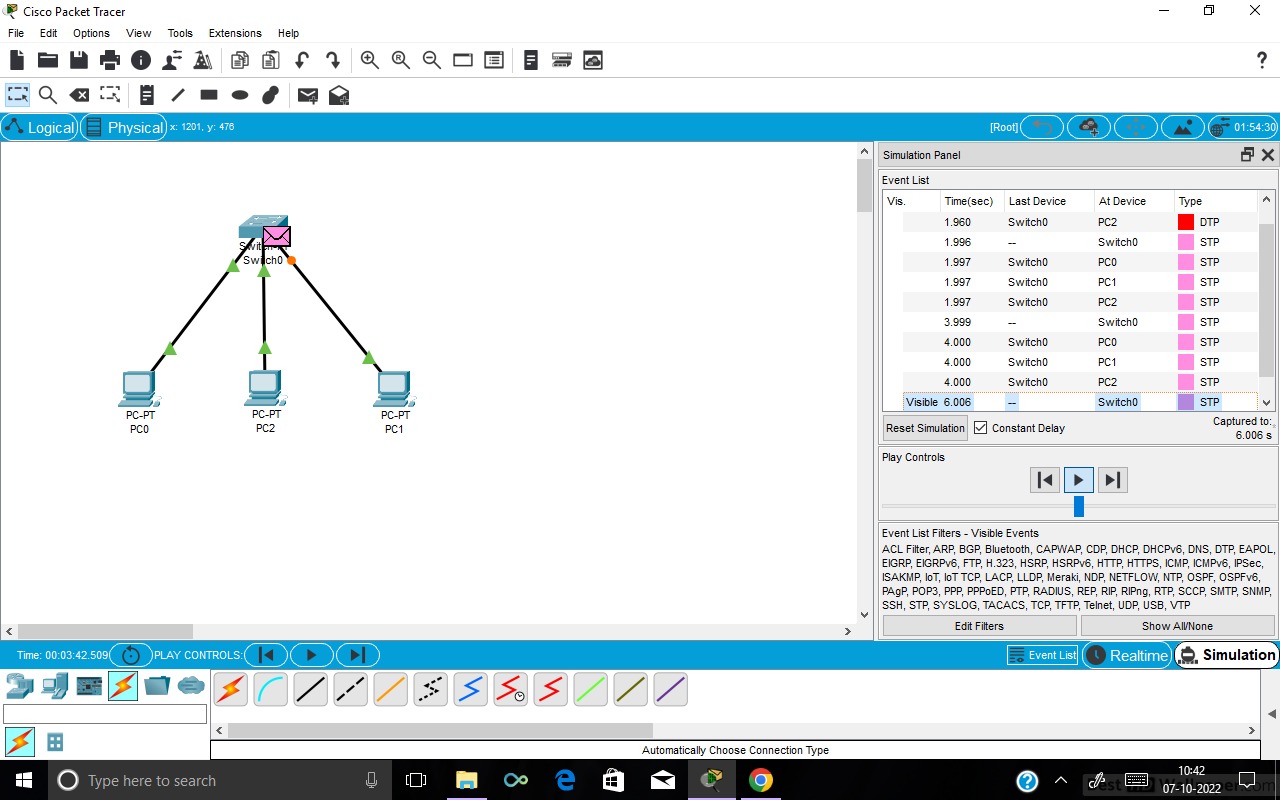 Cisco Packet Tracer
File Edit Options View Tools Extensions Help
Logical Physical x: 1201, y: 476 [Root] 01:54:30
Switch0
PC-PT
PC0
PC-PT
PC2
PC-PT
PC1
Simulation Panel
Event List
Vis. Time(sec) Last Device At Device Type
1.960 Switch0 PC2 DTP
1.996 -- Switch0 STP
1.997 Switch0 PC0 STP
1.997 Switch0 PC1 STP
1.997 Switch0 PC2 STP
3.999 -- Switch0 STP
4.000 Switch0 PC0 STP
4.000 Switch0 PC1 STP
4.000 Switch0 PC2 STP
Visible 6.006 -- Switch0 STP
Reset Simulation Constant Delay Captured to:
6.006 s
Play Controls
Event List Filters - Visible Events
ACL Filter, ARP, BGP, Bluetooth, CAPWAP, CDP, DHCP, DHCPv6, DNS, DTP, EAPOL,
EIGRP, EIGRPv6, FTP, H.323, HSRP, HSRPv6, HTTP, HTTPS, ICMP, ICMPv6, IPSec,
ISAKMP, IoT, IoT TCP, LACP, LLDP, Meraki, NDP, NETFLOW, NTP, OSPF, OSPFv6,
PAgP, POP3, PPP, PPPoED, PTP, RADIUS, REP, RIP, RIPng, RTP, SCCP, SMTP, SNMP,
SSH, STP, SYSLOG, TACACS, TCP, TFTP, Telnet, UDP, USB, VTP
Edit Filters Show All/None
Time: 00:03:42.509 PLAY CONTROLS: Event List Realtime Simulation
Automatically Choose Connection Type
Type here to search
10:42
07-10-2022